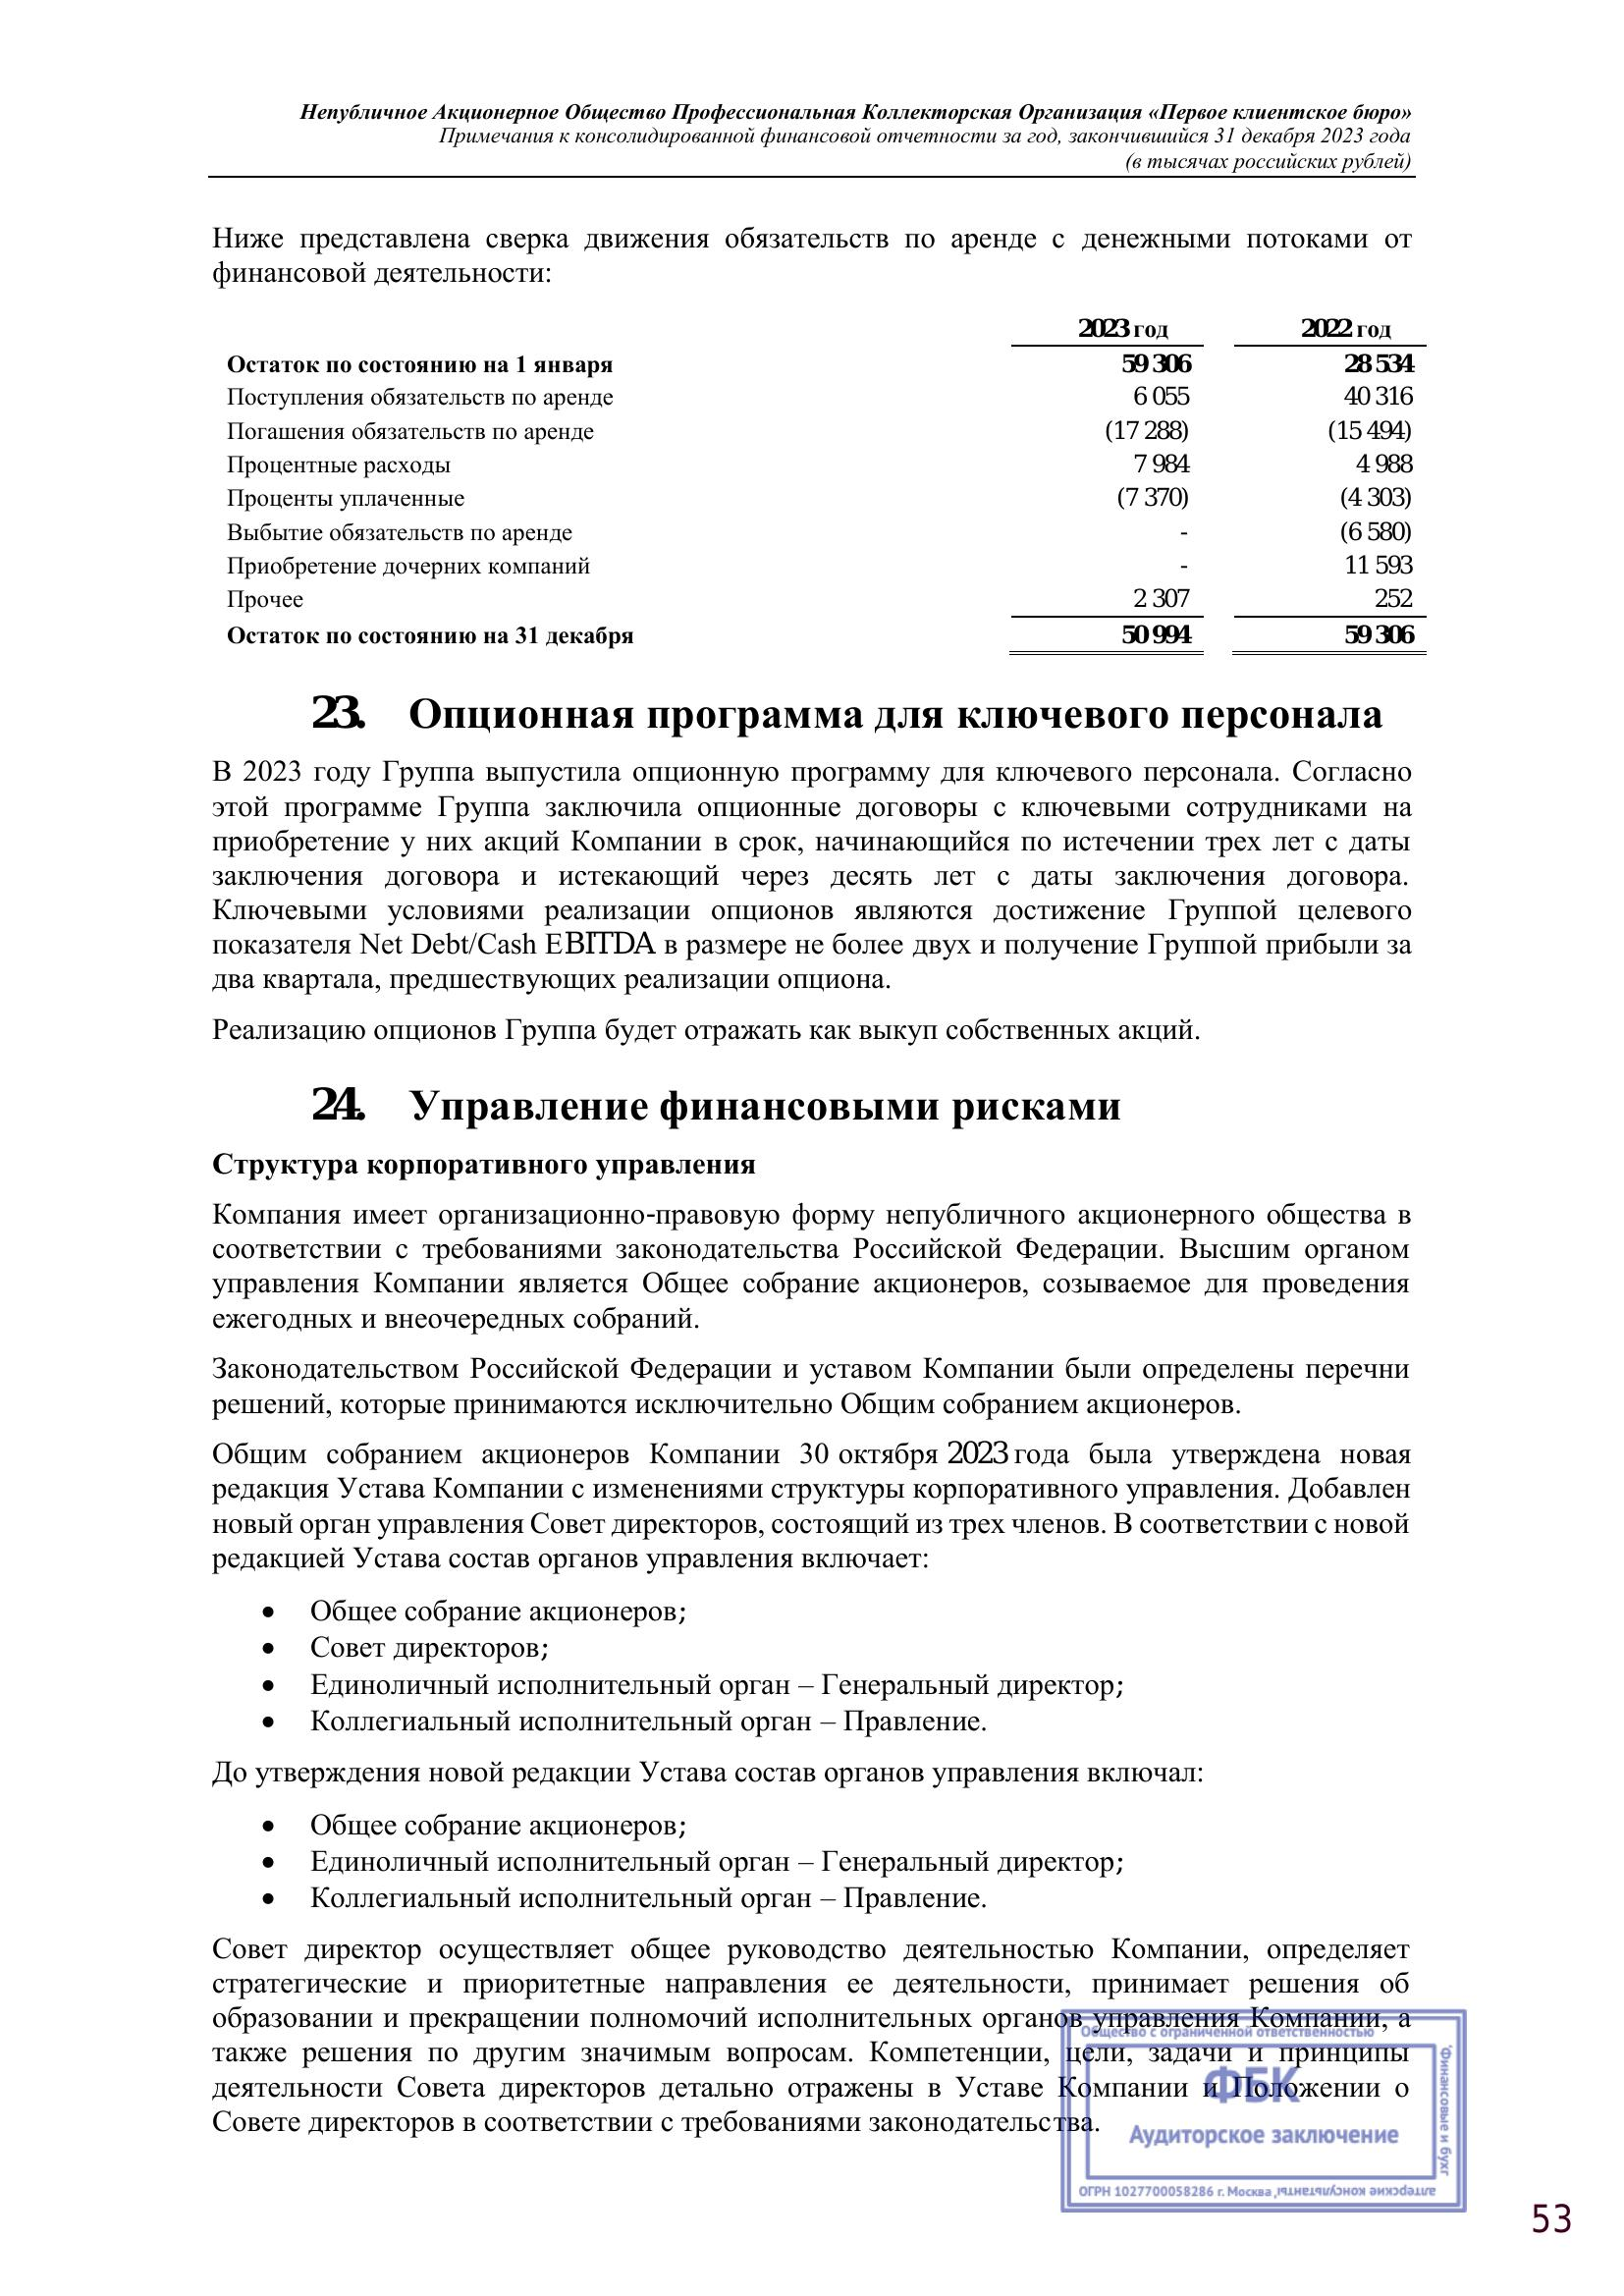 Непубличное Акционерное Общество Профессиональная Коллекторская Организация «Первое клиентское бюро»
Примечания к консолидированной финансовой отчетности за год, закончившийся 31 декабря 2023 года
(в тысячах российских рублей)
Ниже представлена сверка движения обязательств по аренде с денежными потоками от
финансовой деятельности:
2023 год 2022 год
Остаток по состоянию на 1 января 59 306 28 534
Поступления обязательств по аренде 6 055 40 316
Погашения обязательств по аренде (17 288) (15 494)
Процентные расходы 7 984 4 988
Проценты уплаченные (7 370) (4 303)
Выбытие обязательств по аренде - (6 580)
Приобретение дочерних компаний - 11 593
Прочее 2 307 252
Остаток по состоянию на 31 декабря 50 994 59 306
23. Опционная программа для ключевого персонала
В 2023 году Группа выпустила опционную программу для ключевого персонала. Согласно
этой программе Группа заключила опционные договоры с ключевыми сотрудниками на
приобретение у них акций Компании в срок, начинающийся по истечении трех лет с даты
заключения договора и истекающий через десять лет с даты заключения договора.
Ключевыми условиями реализации опционов являются достижение Группой целевого
показателя Net Debt/Cash EBITDA в размере не более двух и получение Группой прибыли за
два квартала, предшествующих реализации опциона.
Реализацию опционов Группа будет отражать как выкуп собственных акций.
24. Управление финансовыми рисками
Структура корпоративного управления
Компания имеет организационно-правовую форму непубличного акционерного общества в
соответствии с требованиями законодательства Российской Федерации. Высшим органом
управления Компании является Общее собрание акционеров, созываемое для проведения
ежегодных и внеочередных собраний.
Законодательством Российской Федерации и уставом Компании были определены перечни
решений, которые принимаются исключительно Общим собранием акционеров.
Общим собранием акционеров Компании 30 октября 2023 года была утверждена новая
редакция Устава Компании с изменениями структуры корпоративного управления. Добавлен
новый орган управления Совет директоров, состоящий из трех членов. В соответствии с новой
редакцией Устава состав органов управления включает:
• Общее собрание акционеров;
• Совет директоров;
• Единоличный исполнительный орган – Генеральный директор;
• Коллегиальный исполнительный орган – Правление.
До утверждения новой редакции Устава состав органов управления включал:
• Общее собрание акционеров;
• Единоличный исполнительный орган – Генеральный директор;
• Коллегиальный исполнительный орган – Правление.
Совет директор осуществляет общее руководство деятельностью Компании, определяет
стратегические и приоритетные направления ее деятельности, принимает решения об
образовании и прекращении полномочий исполнительных органов управления Компании, а
также решения по другим значимым вопросам. Компетенции, цели, задачи и принципы
деятельности Совета директоров детально отражены в Уставе Компании и Положении о
Совете директоров в соответствии с требованиями законодательства.
Общество с ограниченной ответственностью
"Финансовые и бухг
алтерские консультанты"
ФБК
Аудиторское заключение
ОГРН 1027700058286 г. Москва
53